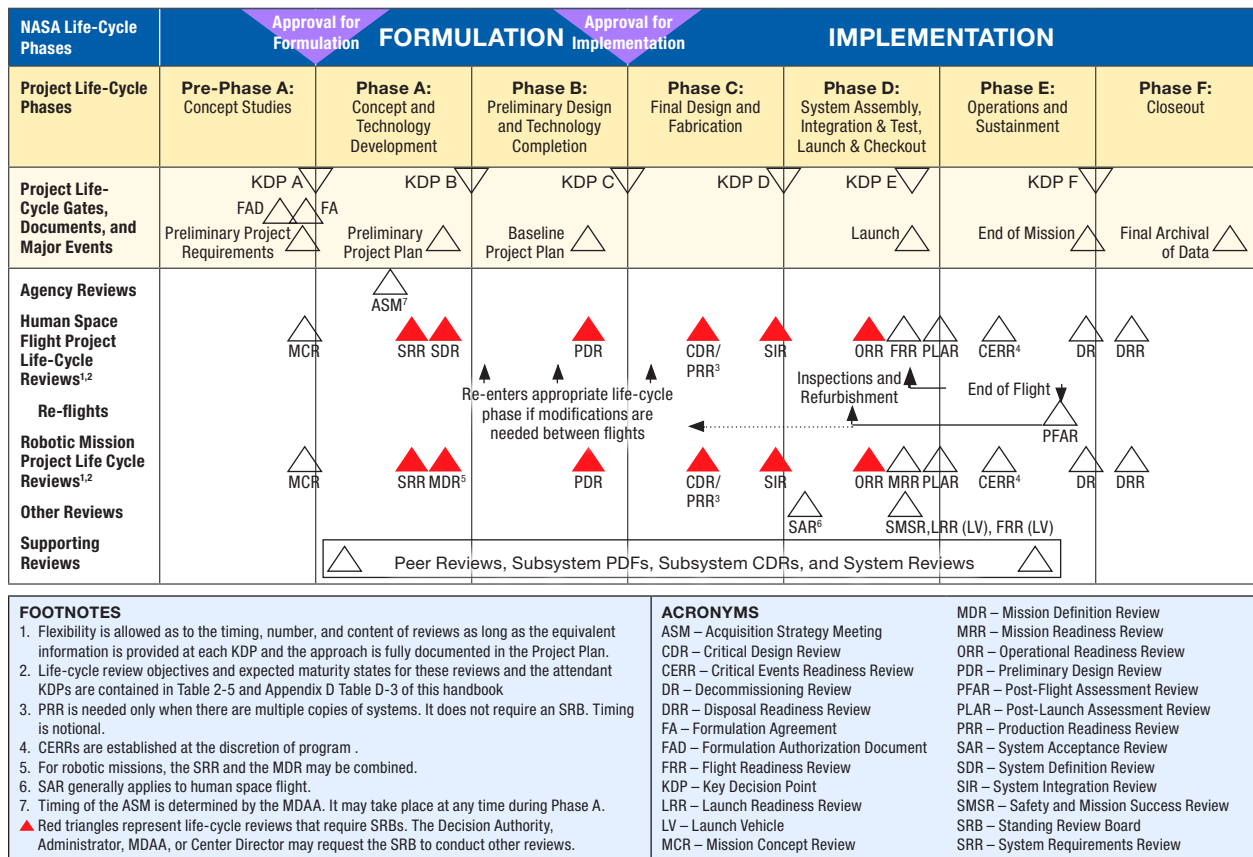 NASA Life-Cycle
Phases
Approval for
Formulation
FORMULATION
Approval for
Implementation
IMPLEMENTATION
Project Life-Cycle
Phases
Pre-Phase A:
Concept Studies
Phase A:
Concept and
Technology
Development
Phase B:
Preliminary Design
and Technology
Completion
Phase C:
Final Design and
Fabrication
Phase D:
System Assembly,
Integration & Test,
Launch & Checkout
Phase E:
Operations and
Sustainment
Phase F:
Closeout
Project Life-
Cycle Gates,
Documents, and
Major Events
KDP A
KDP B
KDP C
KDP D
KDP E
KDP F
FAD
FA
Preliminary Project
Requirements
Preliminary
Project Plan
Baseline
Project Plan
Launch
End of Mission
Final Archival
of Data
Agency Reviews
ASM7
Human Space
Flight Project
Life-Cycle
Reviews1,2
MCR
SRR
SDR
PDR
CDR/
PRR3
SIR
ORR
FRR
PLAR
CERR4
DR
DRR
Re-flights
Re-enters appropriate life-cycle
phase if modifications are
needed between flights
Inspections and
Refurbishment
End of Flight
PFAR
Robotic Mission
Project Life Cycle
Reviews1,2
MCR
SRR
MDR5
PDR
CDR/
PRR3
SIR
ORR
MRR
PLAR
CERR4
DR
DRR
Other Reviews
SAR6
SMSR,LRR (LV), FRR (LV)
Supporting
Reviews
Peer Reviews, Subsystem PDFs, Subsystem CDRs, and System Reviews
FOOTNOTES
1. Flexibility is allowed as to the timing, number, and content of reviews as long as the equivalent
information is provided at each KDP and the approach is fully documented in the Project Plan.
2. Life-cycle review objectives and expected maturity states for these reviews and the attendant
KDPs are contained in Table 2-5 and Appendix D Table D-3 of this handbook
3. PRR is needed only when there are multiple copies of systems. It does not require an SRB. Timing
is notional.
4. CERRs are established at the discretion of program .
5. For robotic missions, the SRR and the MDR may be combined.
6. SAR generally applies to human space flight.
7. Timing of the ASM is determined by the MDAA. It may take place at any time during Phase A.
Red triangles represent life-cycle reviews that require SRBs. The Decision Authority,
Administrator, MDAA, or Center Director may request the SRB to conduct other reviews.
ACRONYMS
ASM – Acquisition Strategy Meeting
CDR – Critical Design Review
CERR – Critical Events Readiness Review
DR – Decommissioning Review
DRR – Disposal Readiness Review
FA – Formulation Agreement
FAD – Formulation Authorization Document
FRR – Flight Readiness Review
KDP – Key Decision Point
LRR – Launch Readiness Review
LV – Launch Vehicle
MCR – Mission Concept Review
MDR – Mission Definition Review
MRR – Mission Readiness Review
ORR – Operational Readiness Review
PDR – Preliminary Design Review
PFAR – Post-Flight Assessment Review
PLAR – Post-Launch Assessment Review
PRR – Production Readiness Review
SAR – System Acceptance Review
SDR – System Definition Review
SIR – System Integration Review
SMSR – Safety and Mission Success Review
SRB – Standing Review Board
SRR – System Requirements Review